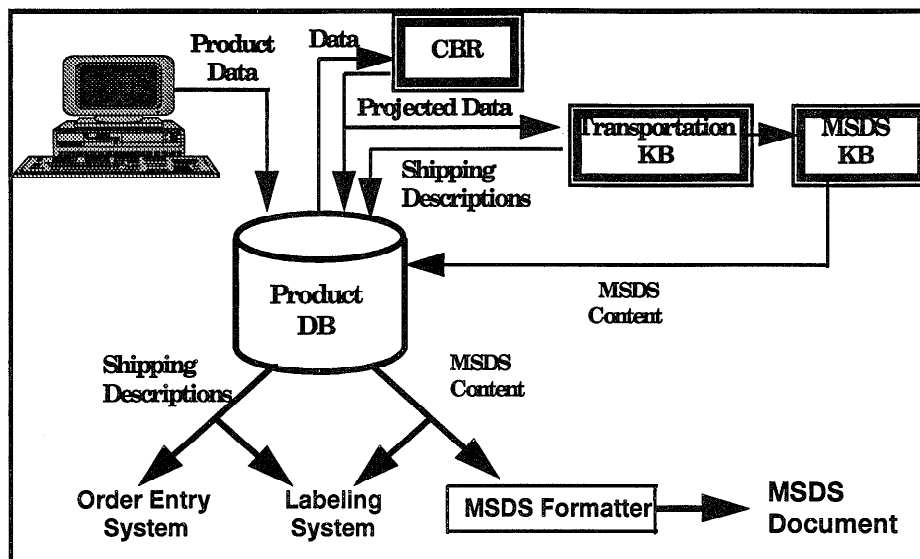 Product
Data
Data
CBR
Projected Data
Transportation
KB
MSDS
KB
Shipping
Descriptions
MSDS
Content
Product
DB
Shipping
Descriptions
MSDS
Content
Order Entry
System
Labeling
System
MSDS Formatter
MSDS
Document